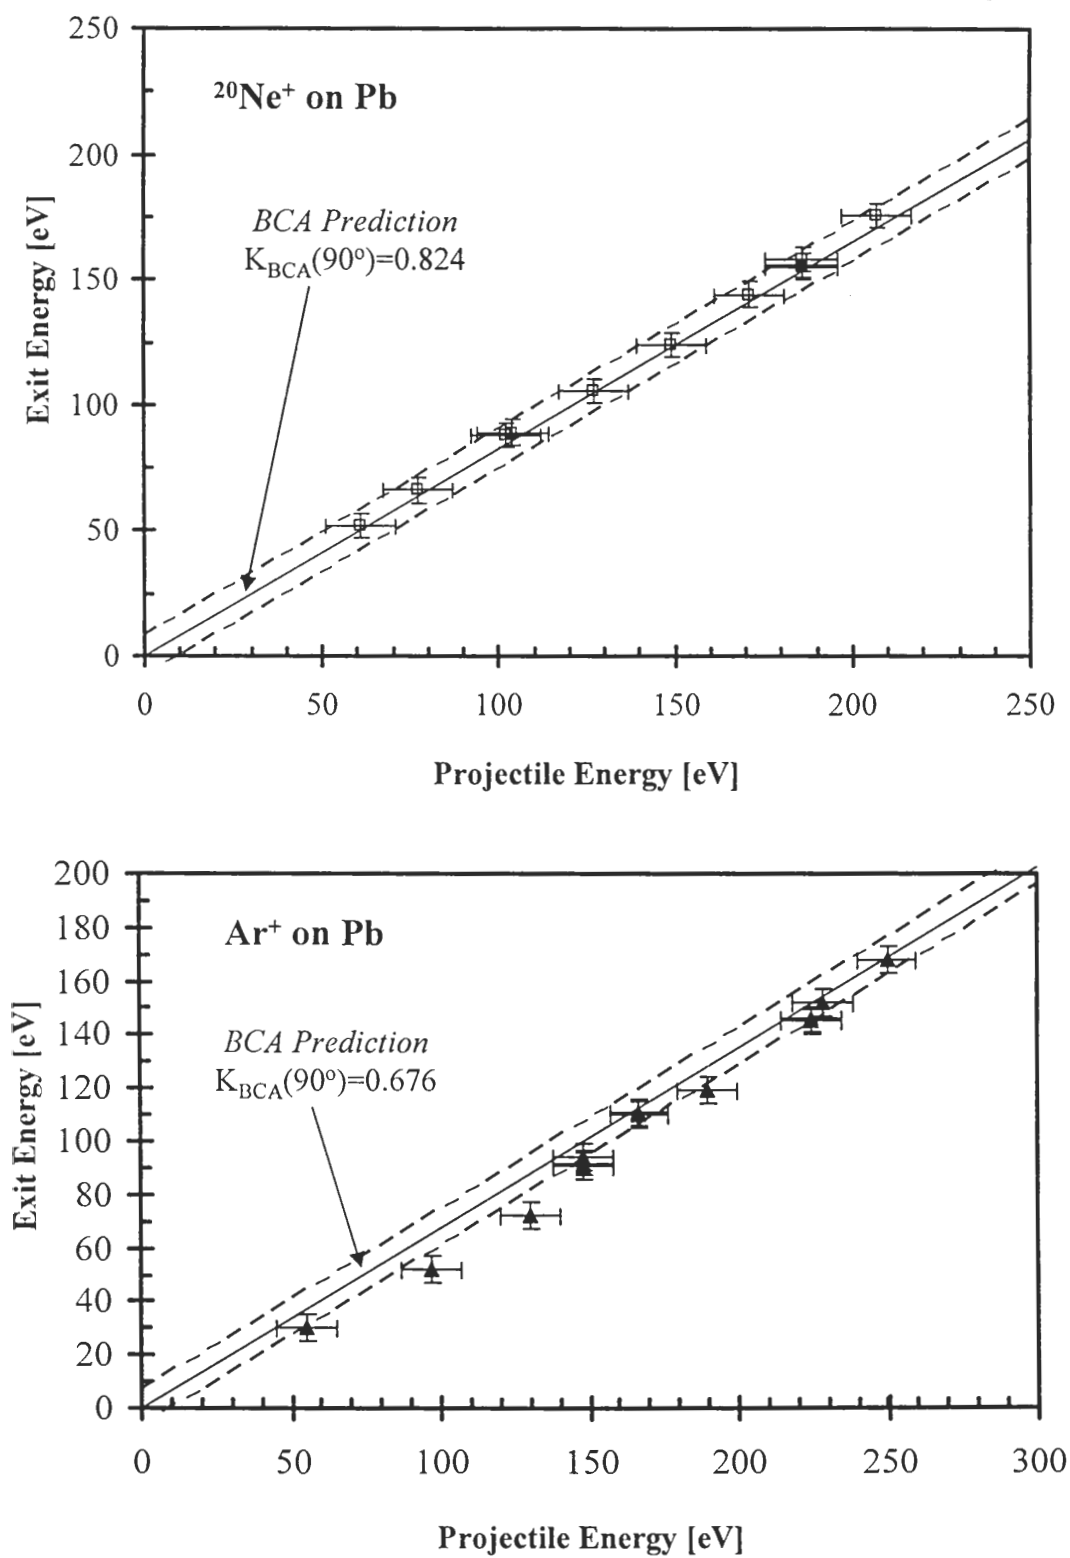 250
²⁰Ne⁺ on Pb
200
BCA Prediction
K_BCA(90°)=0.824
150
100
50
0
Exit Energy [eV]
0 50 100 150 200 250
Projectile Energy [eV]
200
Ar⁺ on Pb
180
160
140
BCA Prediction
K_BCA(90°)=0.676
120
100
80
60
40
20
0
Exit Energy [eV]
0 50 100 150 200 250 300
Projectile Energy [eV]